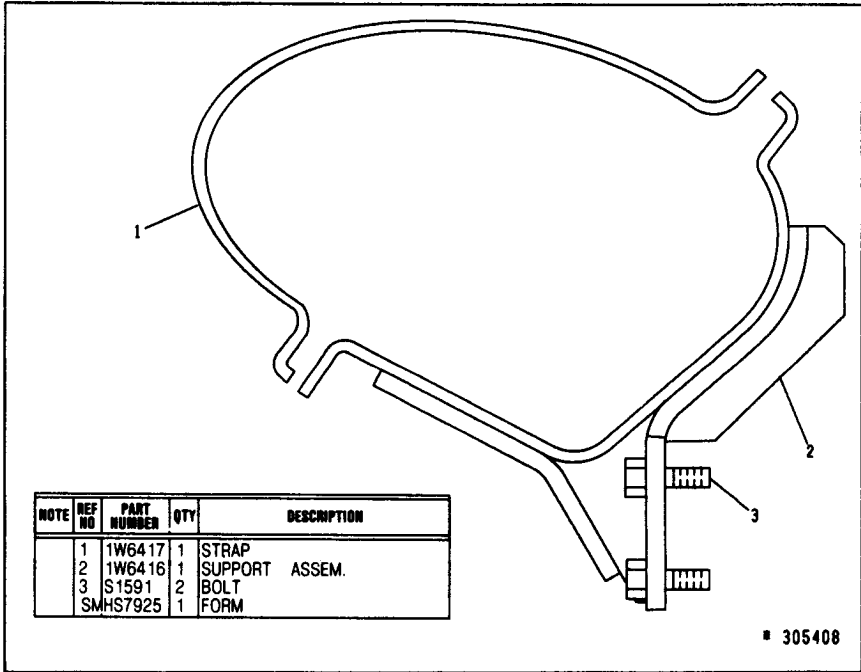 1
2
3
NOTE REF NO PART NUMBER QTY DESCRIPTION
1 1W6417 1 STRAP
2 1W6416 1 SUPPORT ASSEM.
3 S1591 2 BOLT
SMHS7925 1 FORM
# 305408